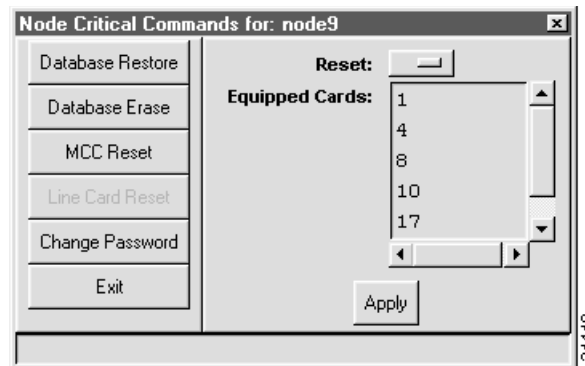 Node Critical Commands for: node9
Database Restore
Database Erase
MCC Reset
Line Card Reset
Change Password
Exit
Reset:
Equipped Cards:
1
4
8
10
17
Apply